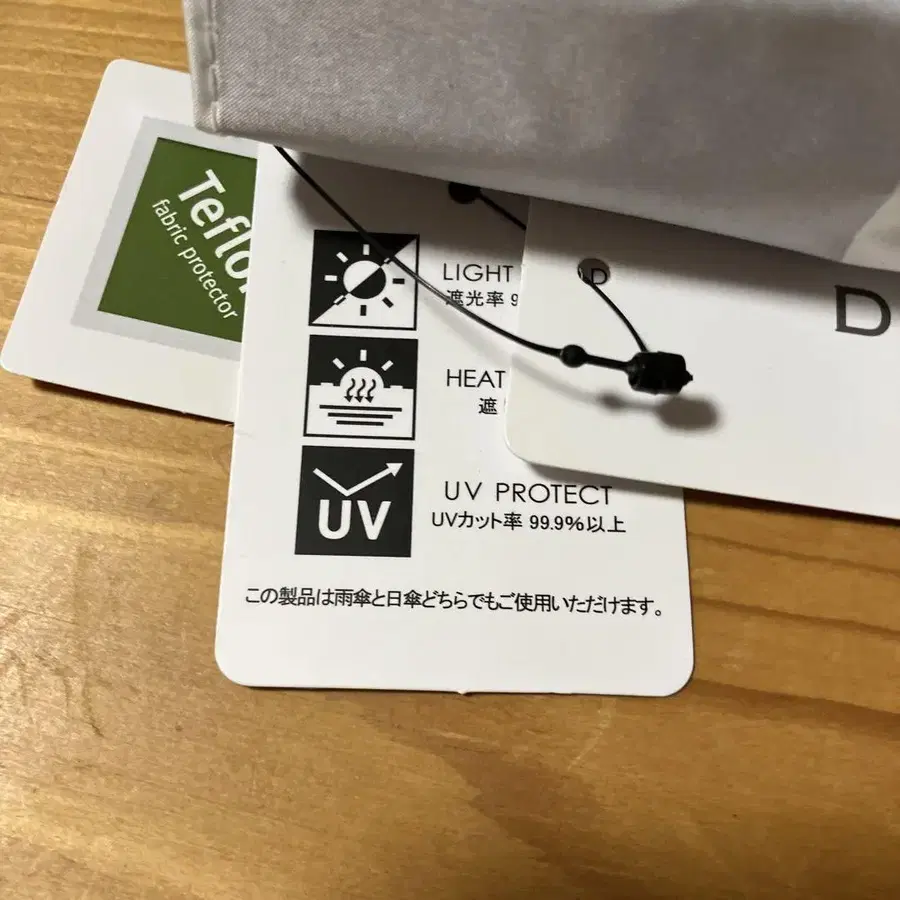 fabric protector
LIGHT
遮光率
HEAT
遮
UV
UV PROTECT
UVカット率 99.9%以上
この製品は雨傘と日傘どちらでもご使用いただけます。
D